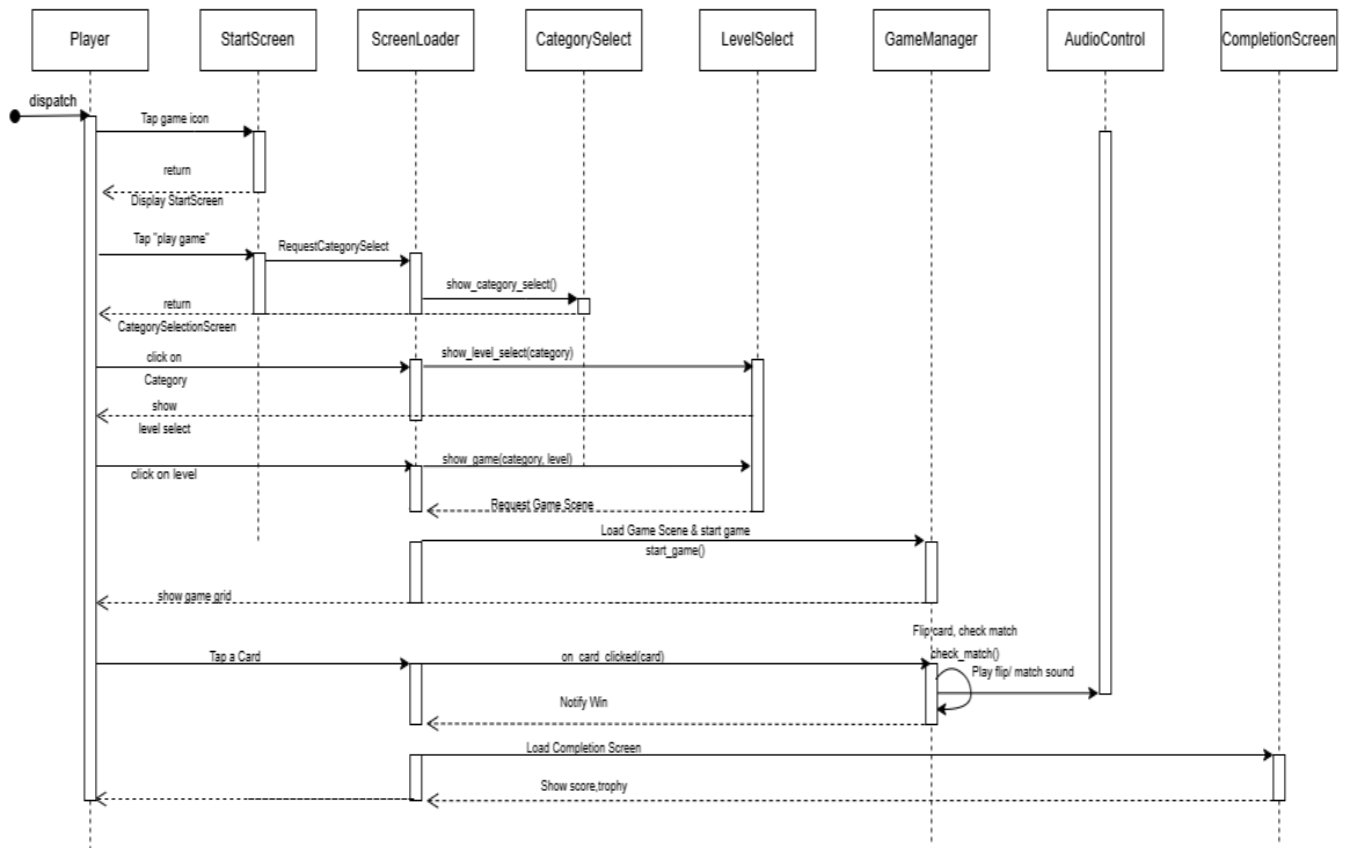 Player
StartScreen
ScreenLoader
CategorySelect
LevelSelect
GameManager
AudioControl
CompletionScreen
dispatch
Tap game icon
return
Display StartScreen
Tap "play game"
RequestCategorySelect
show_category_select()
return
CategorySelectionScreen
click on
Category
show_level_select(category)
show
level select
click on level
show_game(category, level)
Request Game Scene
Load Game Scene & start game
start_game()
show game grid
Flip card, check match
check_match()
Tap a Card
on_card_clicked(card)
Play flip/ match sound
Notify Win
Load Completion Screen
Show score,trophy